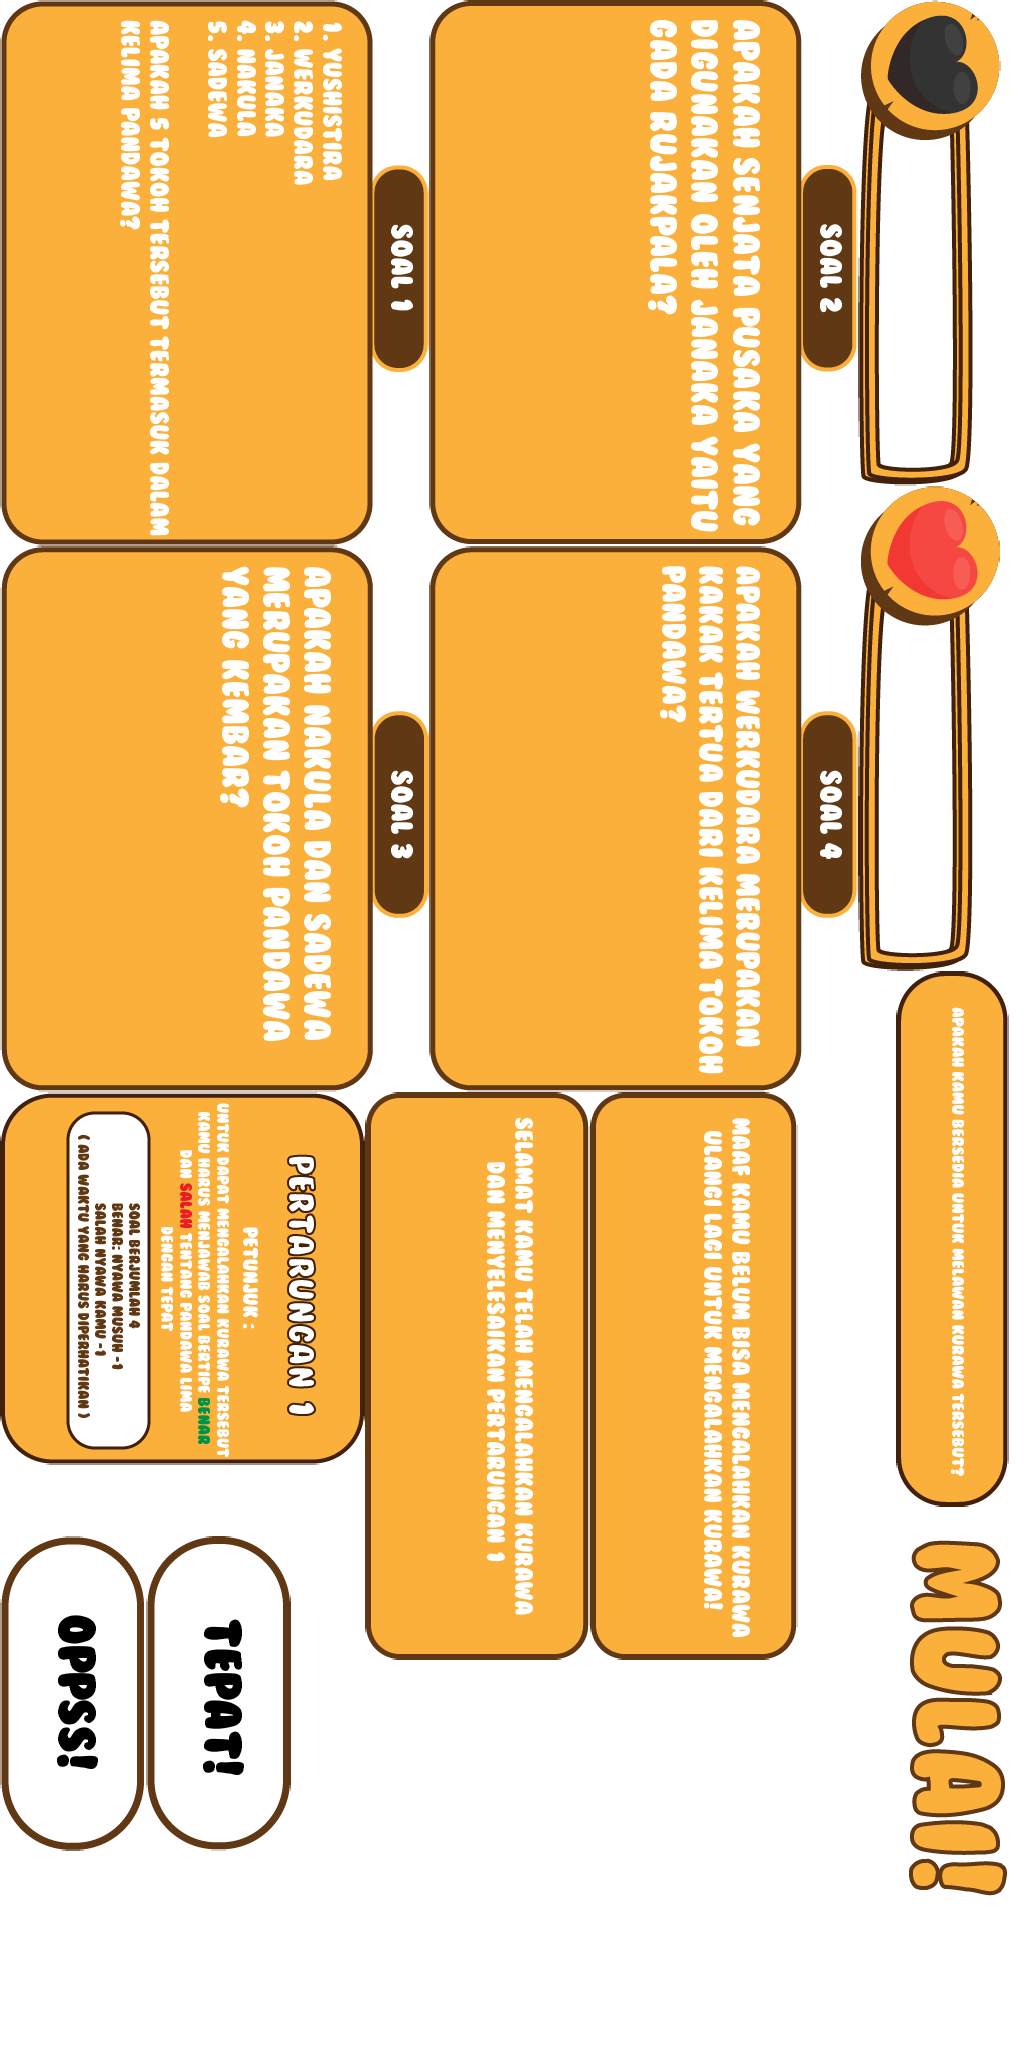 SOAL 1
1. YUSHISTIRA
2. WERKUDARA
3. JANAKA
4. NAKULA
5. SADEWA
APAKAH 5 TOKOH TERSEBUT TERMASUK DALAM
KELIMA PANDAWA?
SOAL 2
APAKAH SENJATA PUSAKA YANG
DIGUNAKAN OLEH JANAKA YAITU
GADA RUJAKPALA?
SOAL 3
APAKAH NAKULA DAN SADEWA
MERUPAKAN TOKOH PANDAWA
YANG KEMBAR?
SOAL 4
APAKAH WERKUDARA MERUPAKAN
KAKAK TERTUA DARI KELIMA TOKOH
PANDAWA?
APAKAH KAMU BERSEDIA UNTUK MELAWAN KURAWA TERSEBUT?
MAAF KAMU BELUM BISA MENGALAHKAN KURAWA
ULANGI LAGI UNTUK MENGALAHKAN KURAWA!
SELAMAT KAMU TELAH MENGALAHKAN KURAWA
DAN MENYELESAIKAN PERTARUNGAN 1
PERTARUNGAN 1
PETUNJUK :
UNTUK DAPAT MENGALAHKAN KURAWA TERSEBUT
KAMU HARUS MENJAWAB SOAL BERTIPE BENAR
DAN SALAH TENTANG PANDAWA LIMA
DENGAN TEPAT
SOAL BERJUMLAH 4
BENAR: NYAWA MUSUH -1
SALAH NYAWA KAMU -1
( ADA WAKTU YANG HARUS DIPERHATIKAN )
MULAI!
TEPAT!
OPPSS!